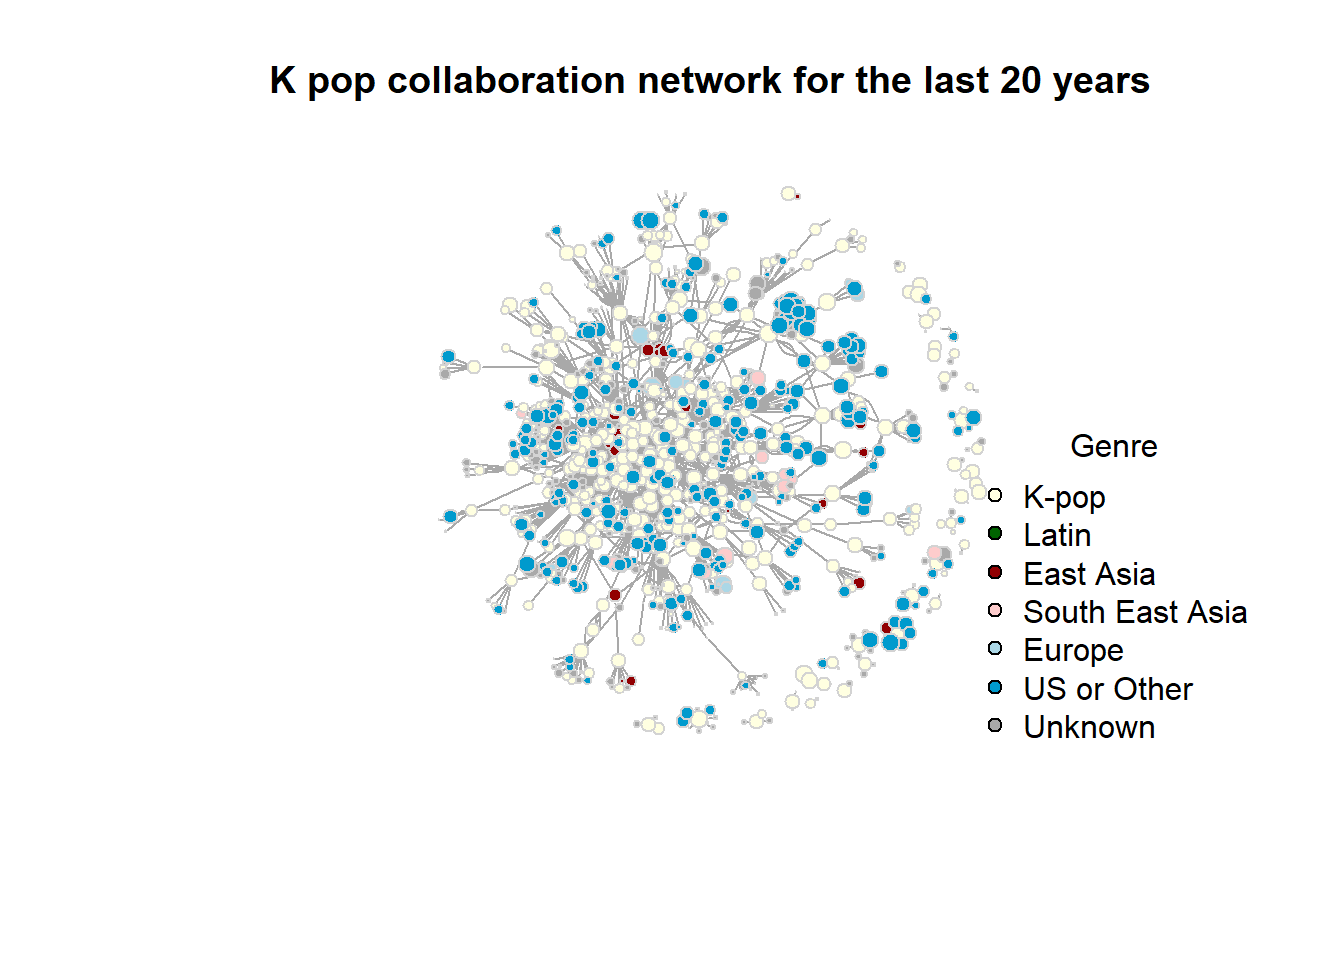 K pop collaboration network for the last 20 years
Genre
K-pop
Latin
East Asia
South East Asia
Europe
US or Other
Unknown